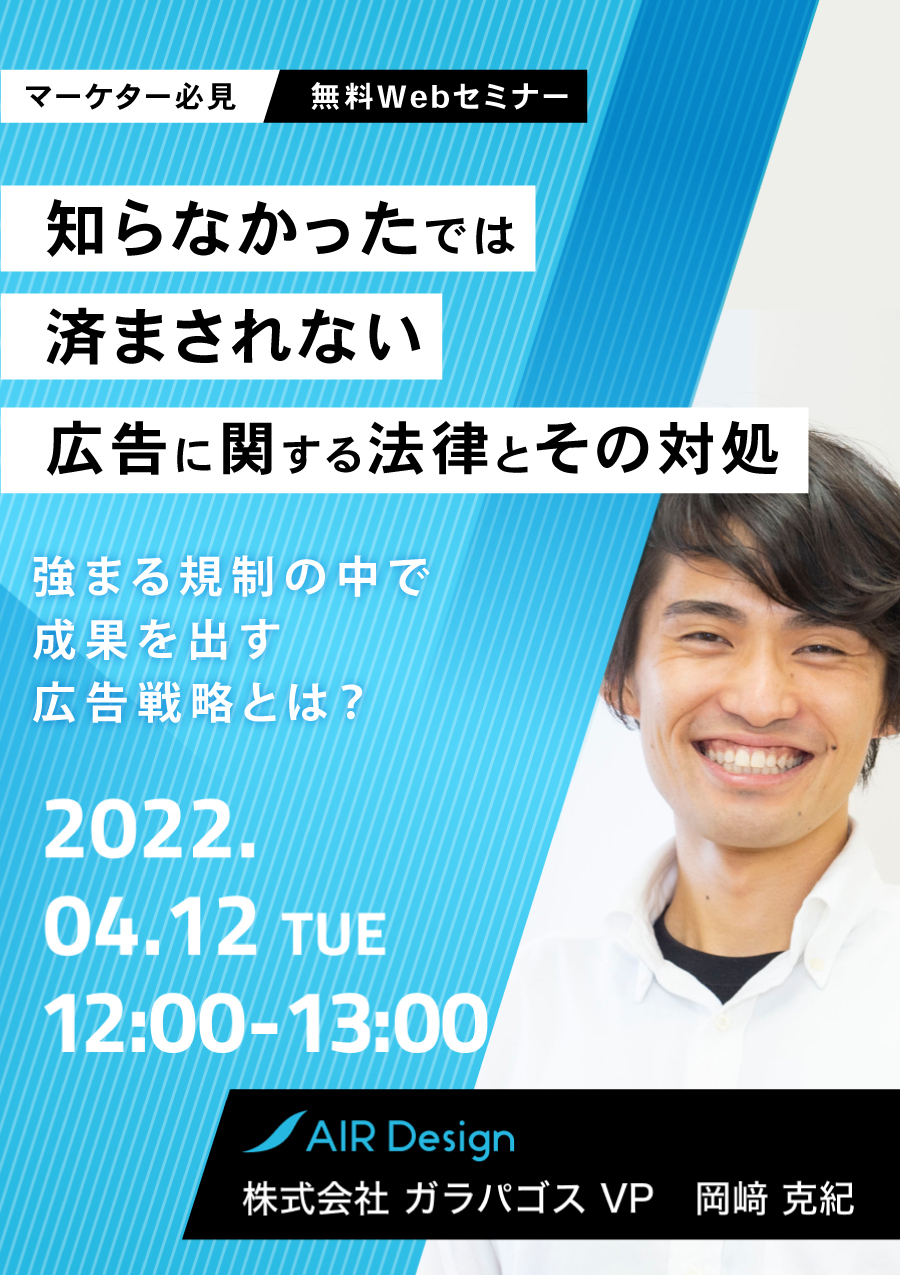 マーケター必見 無料Webセミナー
知らなかったでは
済まされない
広告に関する法律とその対処
強まる規制の中で
成果を出す
広告戦略とは？
2022.
04.12 TUE
12:00-13:00
AIR Design
株式会社 ガラパゴス VP 岡﨑 克紀